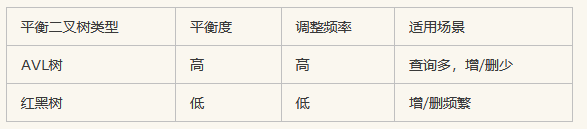 平衡二叉树类型 平衡度 调整频率 适用场景
AVL树 高 高 查询多，增/删少
红黑树 低 低 增/删频繁